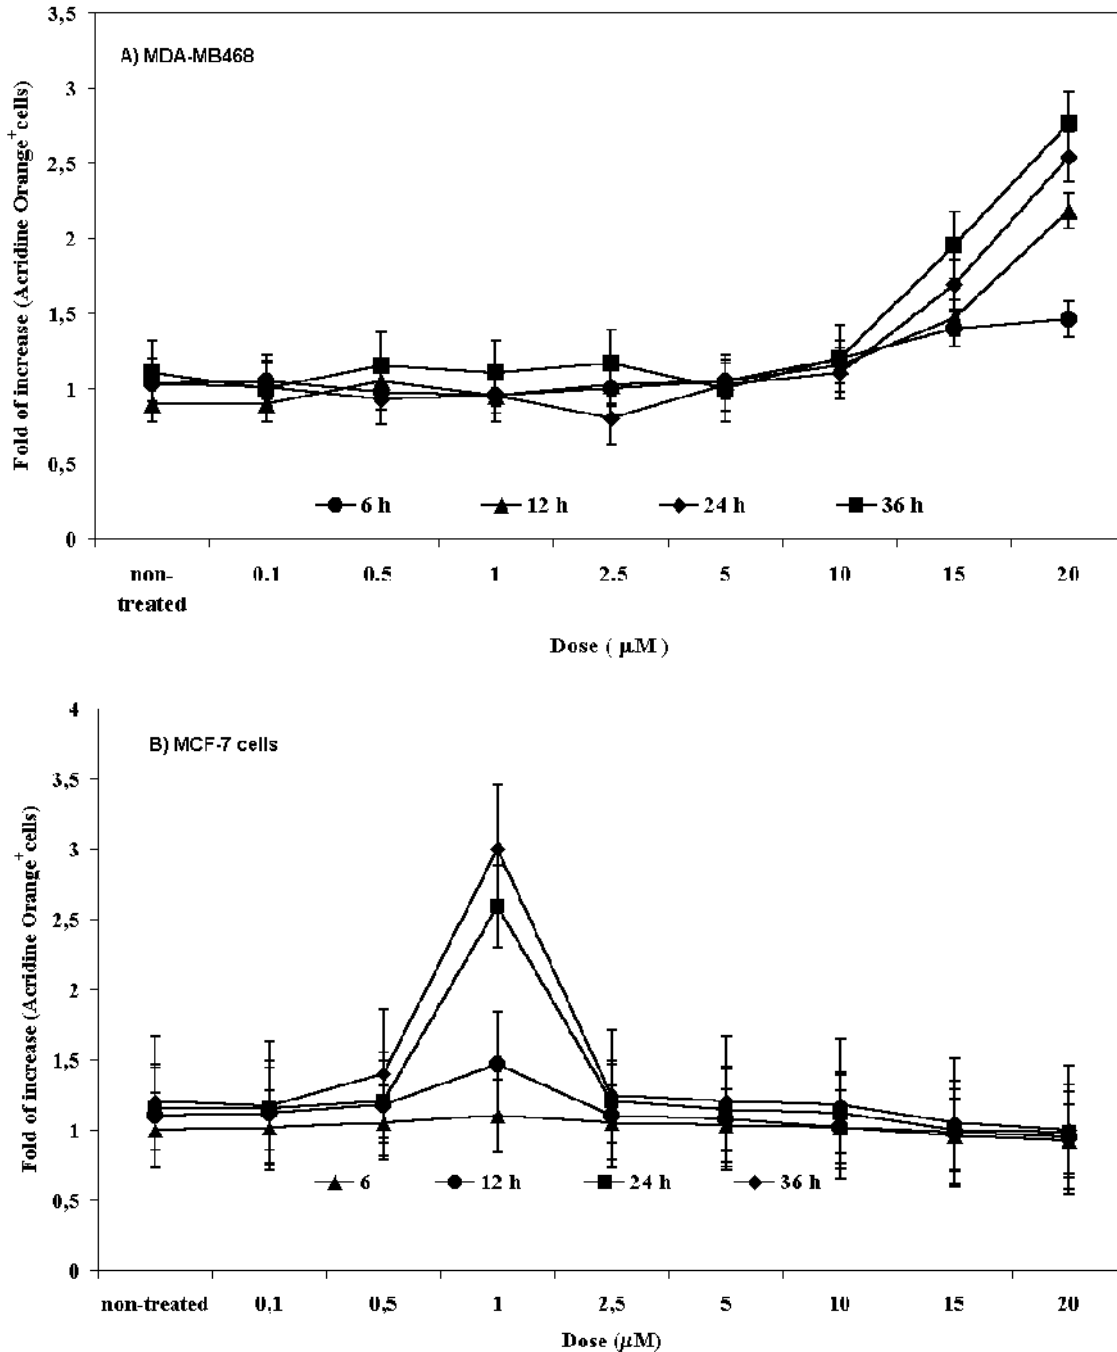 3,5
A) MDA-MB468
3
2,5
2
1,5
1
0,5
0
Fold of increase (Acridine Orange+cells)
6 h 12 h 24 h 36 h
non-treated 0.1 0.5 1 2.5 5 10 15 20
Dose ( μM )
4
B) MCF-7 cells
3,5
3
2,5
2
1,5
1
0,5
0
Fold of increase (Acridine Orange+cells)
6 12 h 24 h 36 h
non-treated 0,1 0,5 1 2,5 5 10 15 20
Dose (μM)